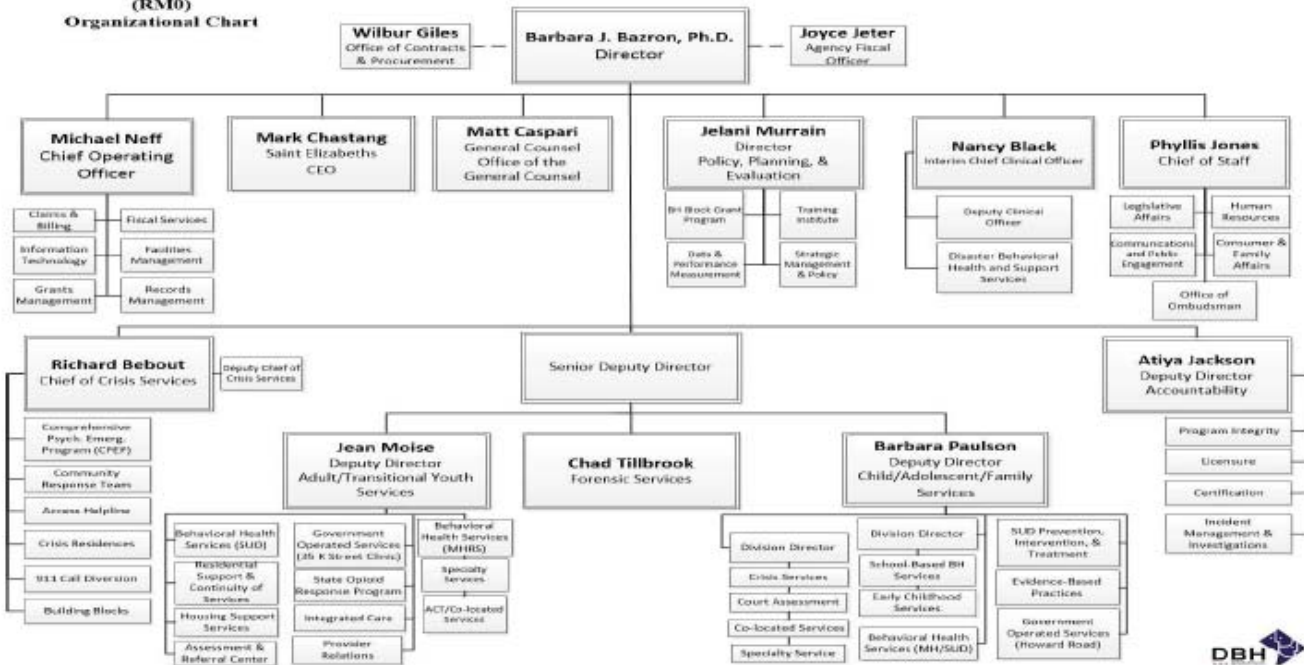 (RM0)
Organizational Chart
Wilbur Giles
Office of Contracts
& Procurement
Barbara J. Bazron, Ph.D.
Director
Joyce Jeter
Agency Fiscal
Officer
Michael Neff
Chief Operating
Officer
Claims &
Billing
Fiscal Services
Information
Technology
Facilities
Management
Grants
Management
Records
Management
Mark Chastang
Saint Elizabeths
CEO
Matt Caspari
General Counsel
Office of the
General Counsel
Jelani Murrain
Director
Policy, Planning, &
Evaluation
BH Block Grant
Program
Training
Institute
Data &
Performance
Measurement
Strategic
Management
& Policy
Nancy Black
Interim Chief Clinical Officer
Deputy Clinical
Officer
Disaster Behavioral
Health and Support
Services
Phyllis Jones
Chief of Staff
Legislative
Affairs
Human
Resources
Communications
and Public
Engagement
Consumer &
Family
Affairs
Office of
Ombudsman
Richard Bebout
Chief of Crisis Services
Deputy Chief of
Crisis Services
Comprehensive
Psych. Emerg.
Program (CPEP)
Community
Response Team
Access Helpline
Crisis Residences
911 Call Diversion
Building Blocks
Senior Deputy Director
Atiya Jackson
Deputy Director
Accountability
Program Integrity
Licensure
Certification
Incident
Management &
Investigations
Jean Moise
Deputy Director
Adult/Transitional Youth
Services
Behavioral Health
Services (SUD)
Residential
Support &
Continuity of
Services
Housing Support
Services
Assessment &
Referral Center
Government
Operated Services
(35 K Street Clinic)
State Opioid
Response Program
Integrated Care
Provider
Relations
Behavioral
Health Services
(MHRS)
Specialty
Services
ACT/Co-located
Services
Chad Tillbrook
Forensic Services
Barbara Paulson
Deputy Director
Child/Adolescent/Family
Services
Division Director
Crisis Services
Court Assessment
Co-located Services
Specialty Service
Division Director
School-Based BH
Services
Early Childhood
Services
Behavioral Health
Services (MH/SUD)
SUD Prevention,
Intervention, &
Treatment
Evidence-Based
Practices
Government
Operated Services
(Howard Road)
DBH